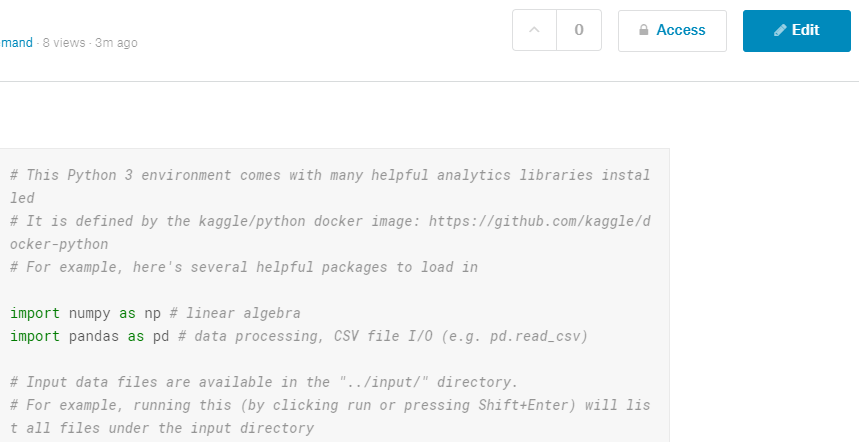 mand · 8 views · 3m ago
0
Access
Edit
# This Python 3 environment comes with many helpful analytics libraries instal
led
# It is defined by the kaggle/python docker image: https://github.com/kaggle/d
ocker-python
# For example, here's several helpful packages to load in
import numpy as np # linear algebra
import pandas as pd # data processing, CSV file I/O (e.g. pd.read_csv)
# Input data files are available in the "../input/" directory.
# For example, running this (by clicking run or pressing Shift+Enter) will lis
t all files under the input directory